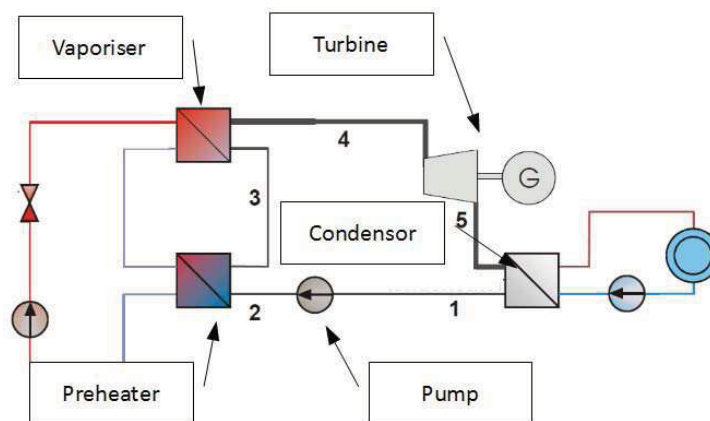 Vaporiser
Turbine
4
3
G
Condensor
5
2
1
Preheater
Pump